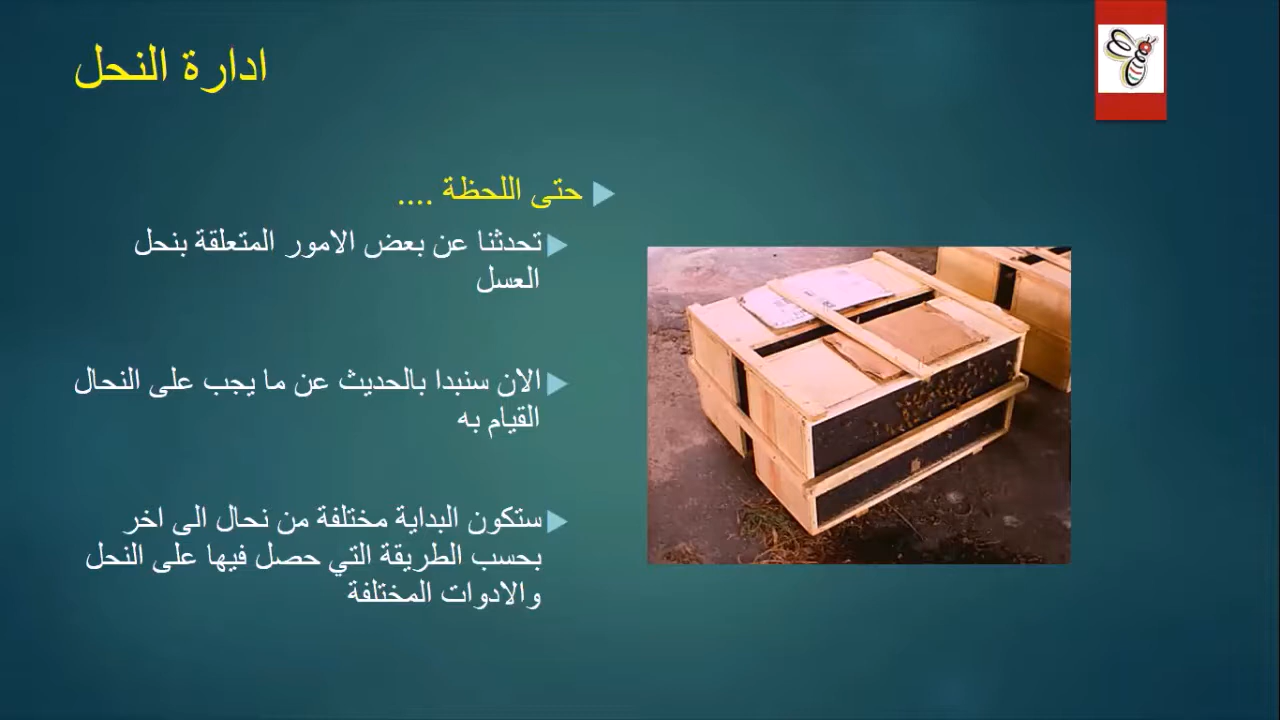 ادارة النحل
حتى اللحظة ....
تحدثنا عن بعض الامور المتعلقة بنحل
العسل
الان سنبدا بالحديث عن ما يجب على النحال
القيام به
ستكون البداية مختلفة من نحال الى اخر
بحسب الطريقة التي حصل فيها على النحل
والادوات المختلفة